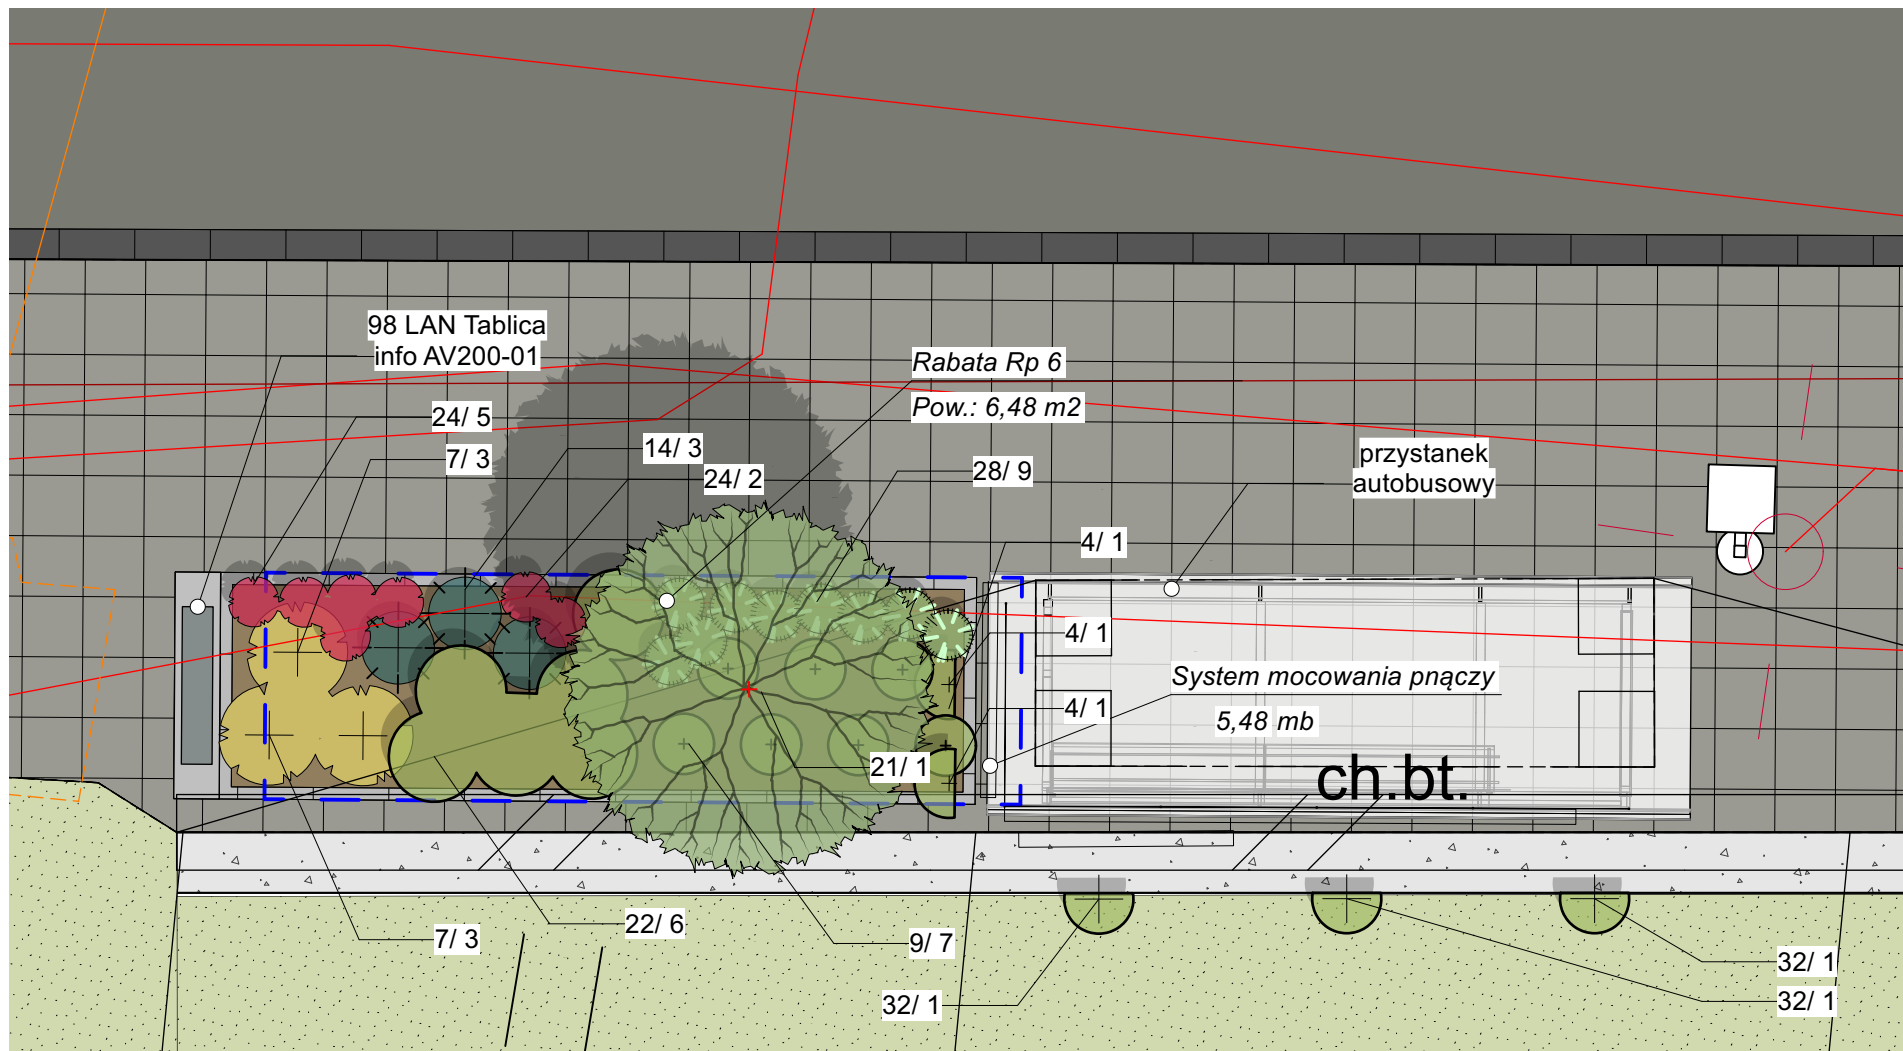 98 LAN Tablica
info AV200-01
Rabata Rp 6
Pow.: 6,48 m2
24/ 5
7/ 3
14/ 3
24/ 2
28/ 9
przystanek
autobusowy
4/ 1
4/ 1
System mocowania pnączy
5,48 mb
4/ 1
21/ 1
ch.bt.
7/ 3
22/ 6
9/ 7
32/ 1
32/ 1
32/ 1